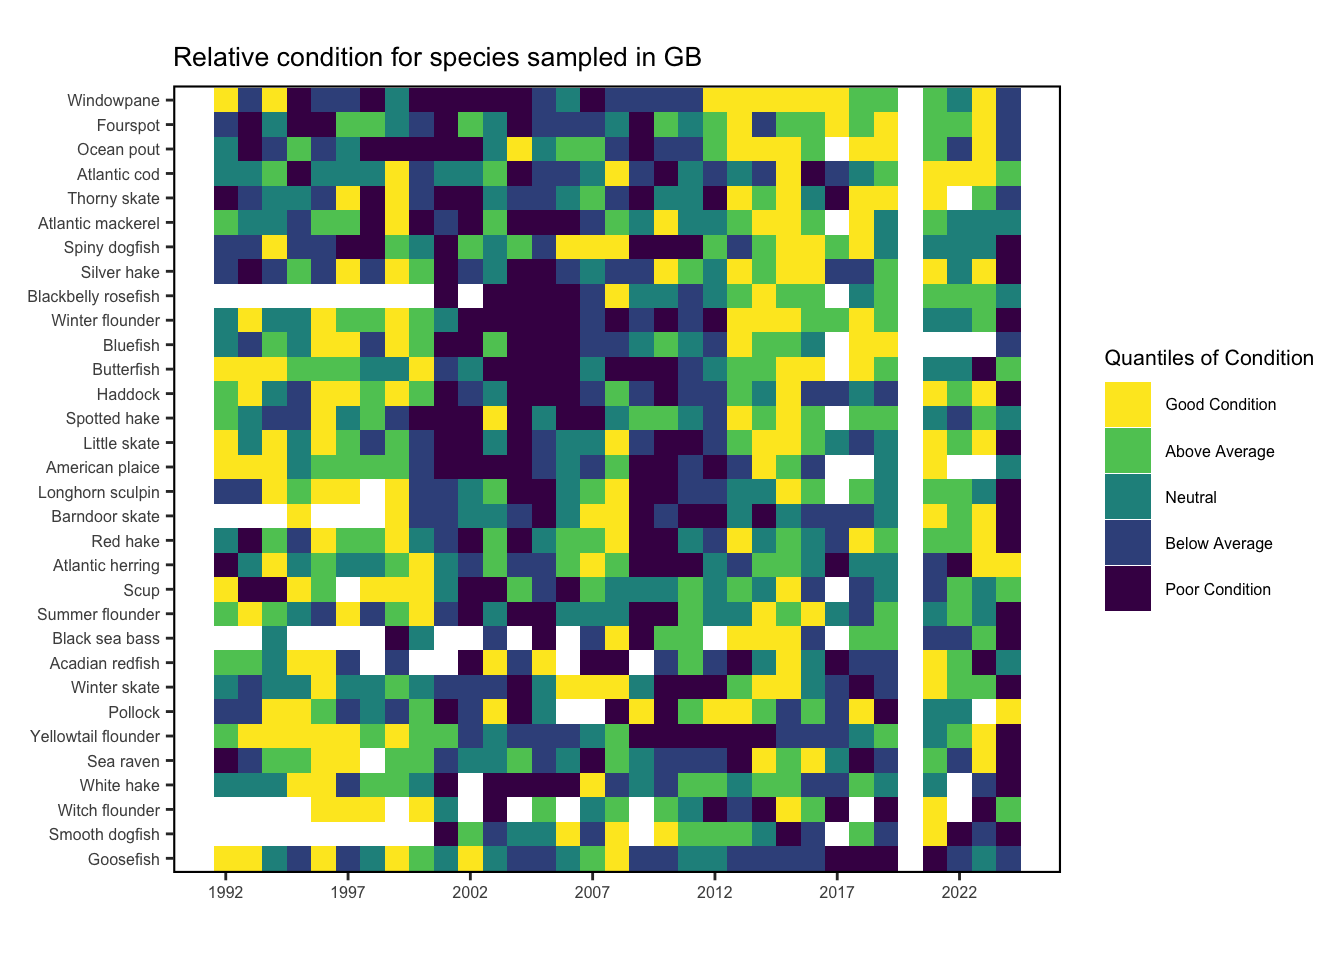 Relative condition for species sampled in GB
Windowpane
Fourspot
Ocean pout
Atlantic cod
Thorny skate
Atlantic mackerel
Spiny dogfish
Silver hake
Blackbelly rosefish
Winter flounder
Bluefish
Butterfish
Haddock
Spotted hake
Little skate
American plaice
Longhorn sculpin
Barndoor skate
Red hake
Atlantic herring
Scup
Summer flounder
Black sea bass
Acadian redfish
Winter skate
Pollock
Yellowtail flounder
Sea raven
White hake
Witch flounder
Smooth dogfish
Goosefish
1992 1997 2002 2007 2012 2017 2022
Quantiles of Condition
Good Condition
Above Average
Neutral
Below Average
Poor Condition